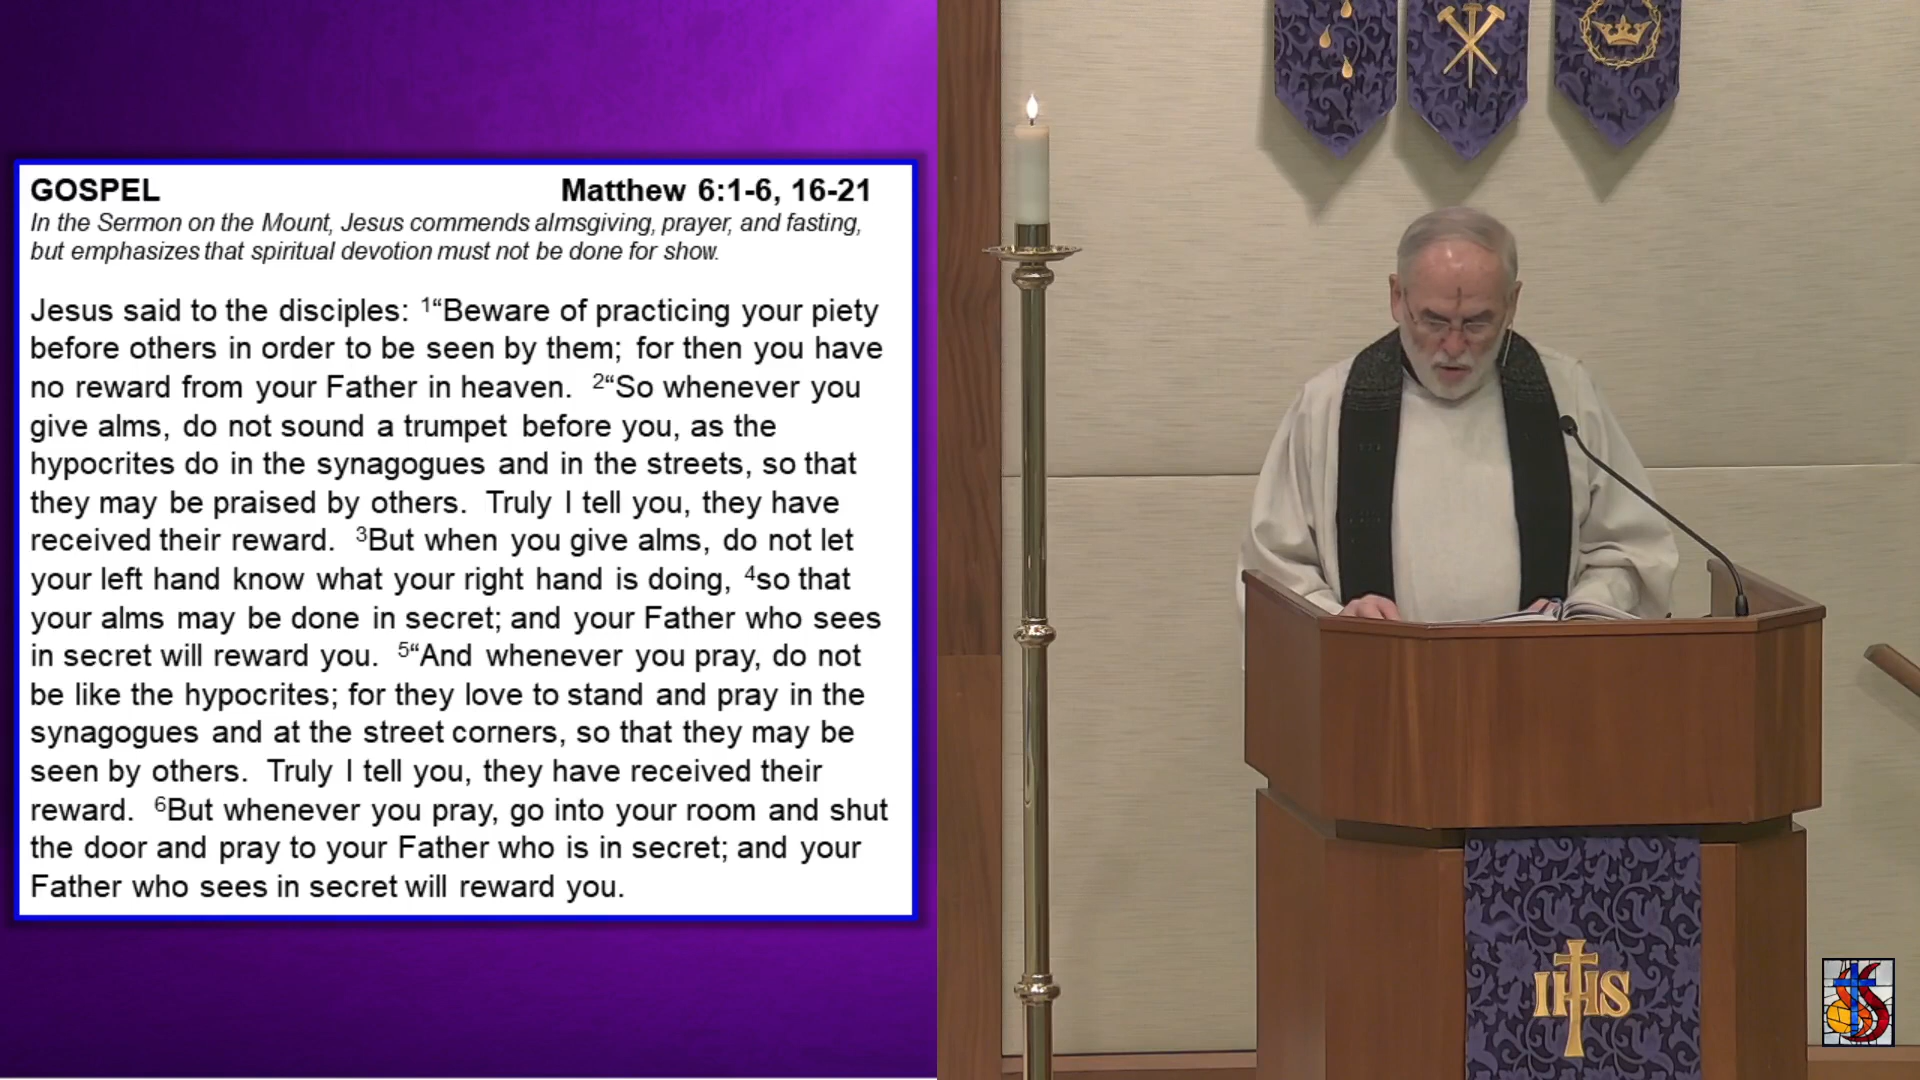 GOSPEL Matthew 6:1-6, 16-21
In the Sermon on the Mount, Jesus commends almsgiving, prayer, and fasting,
but emphasizes that spiritual devotion must not be done for show.
Jesus said to the disciples: 1“Beware of practicing your piety
before others in order to be seen by them; for then you have
no reward from your Father in heaven. 2“So whenever you
give alms, do not sound a trumpet before you, as the
hypocrites do in the synagogues and in the streets, so that
they may be praised by others. Truly I tell you, they have
received their reward. 3But when you give alms, do not let
your left hand know what your right hand is doing, 4so that
your alms may be done in secret; and your Father who sees
in secret will reward you. 5“And whenever you pray, do not
be like the hypocrites; for they love to stand and pray in the
synagogues and at the street corners, so that they may be
seen by others. Truly I tell you, they have received their
reward. 6But whenever you pray, go into your room and shut
the door and pray to your Father who is in secret; and your
Father who sees in secret will reward you.
IHS